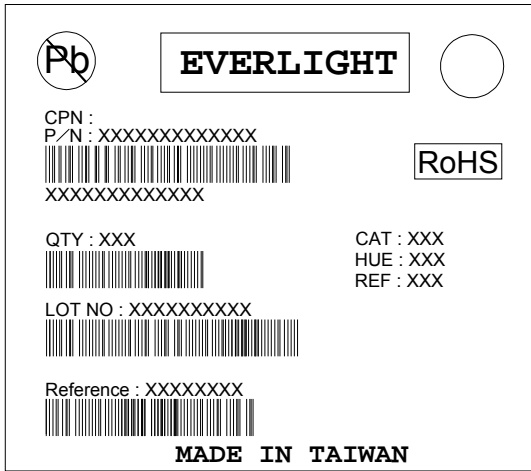 Pb
EVERLIGHT
CPN :
P/N : XXXXXXXXXXXXX
RoHS
XXXXXXXXXXXXX
QTY : XXX
CAT : XXX
HUE : XXX
REF : XXX
LOT NO : XXXXXXXXXX
Reference : XXXXXXXX
MADE IN TAIWAN